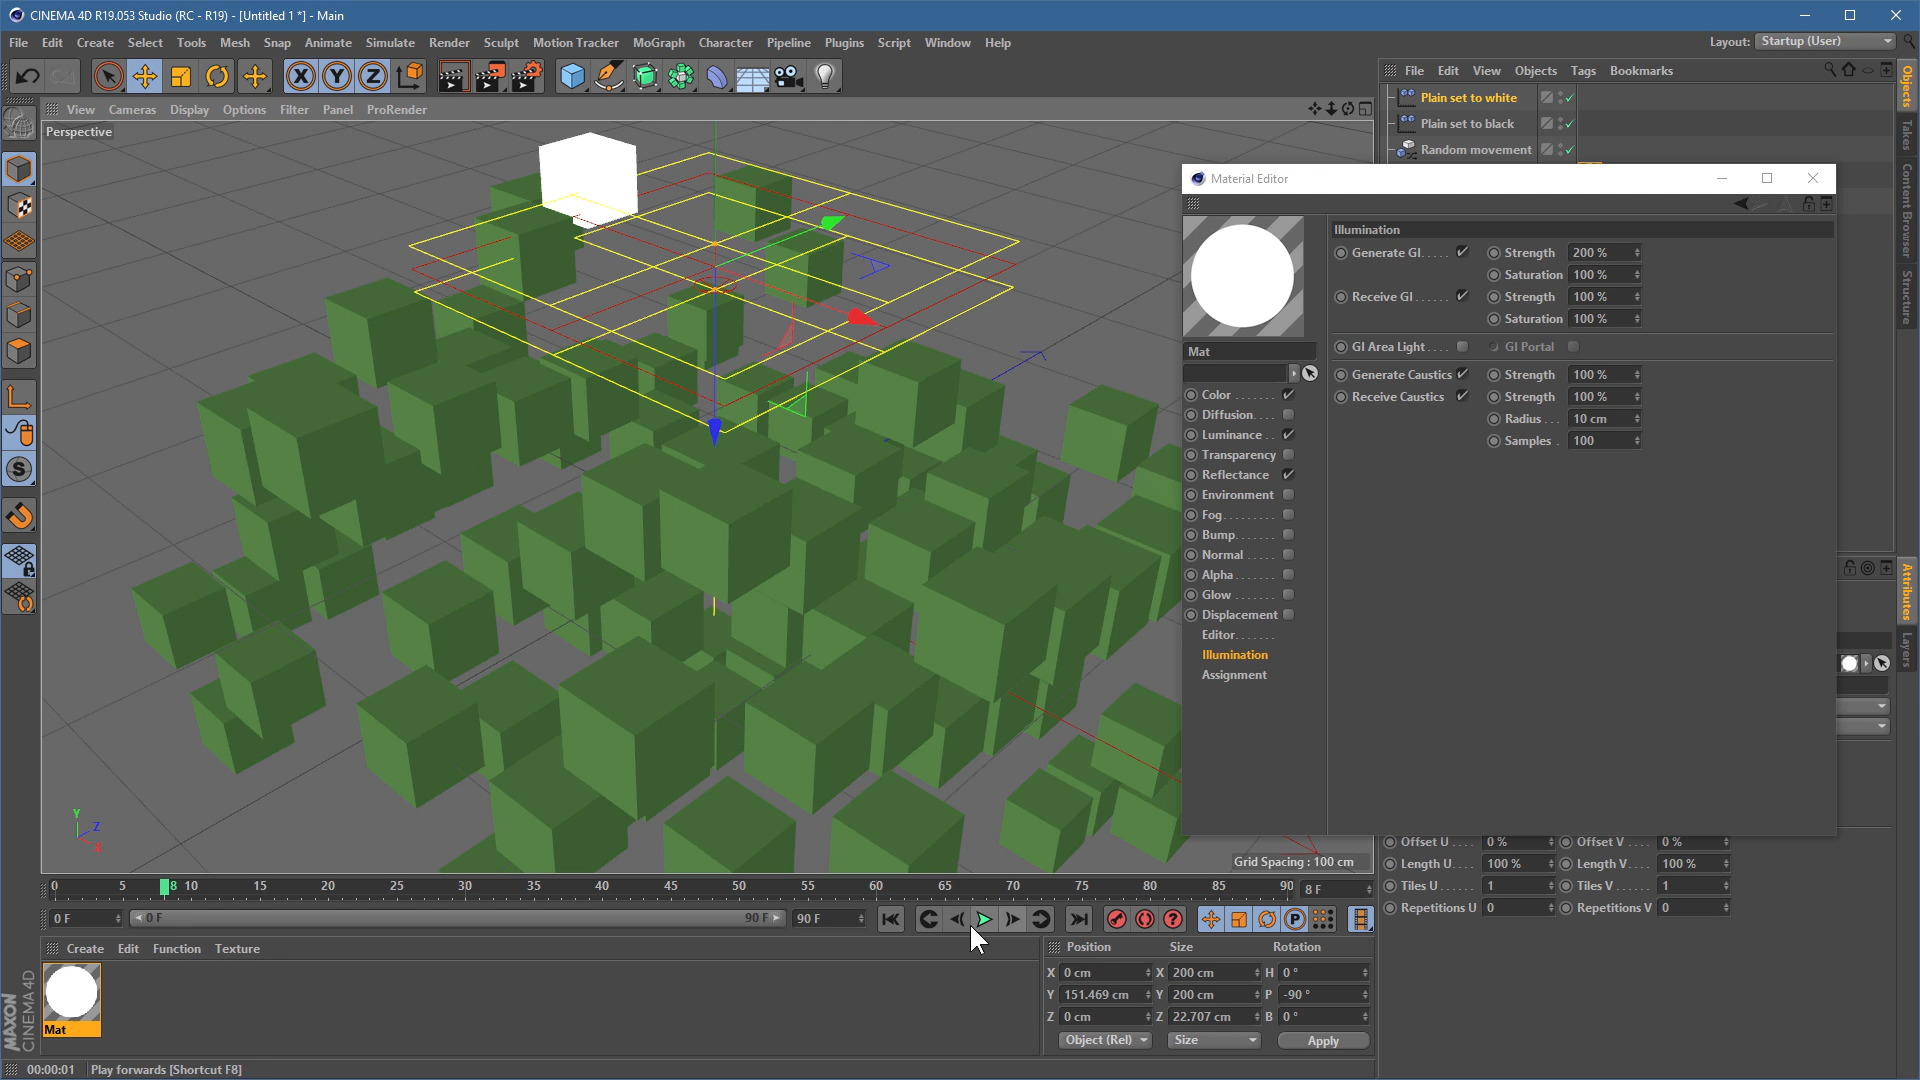 CINEMA 4D R19.053 Studio (RC - R19) - [Untitled 1 *] - Main
File Edit Create Select Tools Mesh Snap Animate Simulate Render Sculpt Motion Tracker MoGraph Character Pipeline Plugins Script Window Help
Layout: Startup (User)
File Edit View Objects Tags Bookmarks
View Cameras Display Options Filter Panel ProRender
Perspective
Plain set to white
Plain set to black
Random movement
Objects
Takes
Content Browser
Structure
Attributes
Layers
Material Editor
Mat
Color
Diffusion
Luminance
Transparency
Reflectance
Environment
Fog
Bump
Normal
Alpha
Glow
Displacement
Editor
Illumination
Assignment
Illumination
Generate GI Strength 200 %
Saturation 100 %
Receive GI Strength 100 %
Saturation 100 %
GI Area Light GI Portal
Generate Caustics Strength 100 %
Receive Caustics Strength 100 %
Radius 10 cm
Samples 100
Y
Z
X
Grid Spacing : 100 cm
Offset U 0 % Offset V 0 %
Length U 100 % Length V 100 %
Tiles U 1 Tiles V 1
Repetitions U 0 Repetitions V 0
0 5 8 10 15 20 25 30 35 40 45 50 55 60 65 70 75 80 85 90 8 F
0 F 0 F 90 F 90 F
Create Edit Function Texture
Mat
Position Size Rotation
X 0 cm X 200 cm H 0 °
Y 151.469 cm Y 200 cm P -90 °
Z 0 cm Z 22.707 cm B 0 °
Object (Rel) Size Apply
MAXON CINEMA 4D
00:00:01 Play forwards [Shortcut F8]